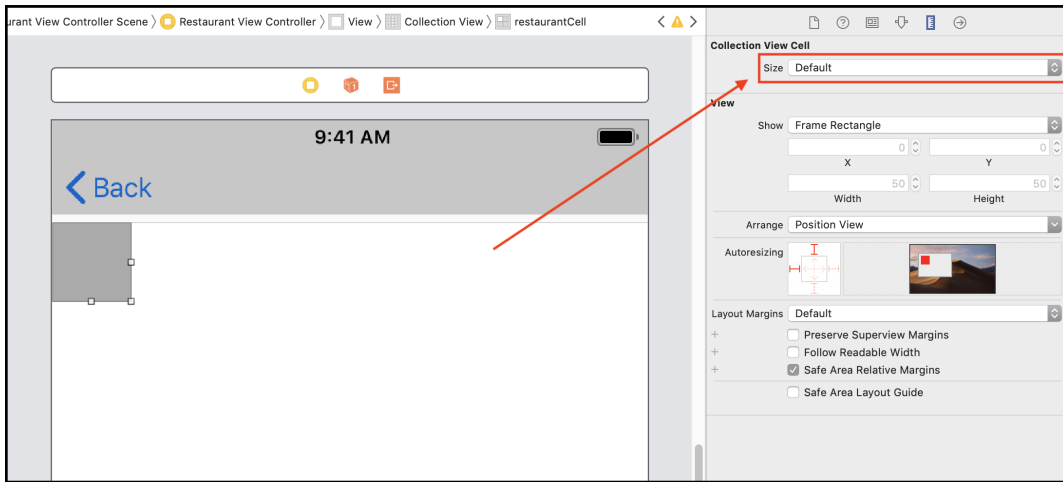 urant View Controller Scene 〉 Restaurant View Controller 〉 View 〉 Collection View 〉 restaurantCell
Collection View Cell
Size Default
View
Show Frame Rectangle
0 0
X Y
50 50
Width Height
Arrange Position View
Autoresizing
Layout Margins Default
+ Preserve Superview Margins
+ Follow Readable Width
+ Safe Area Relative Margins
Safe Area Layout Guide
9:41 AM
Back